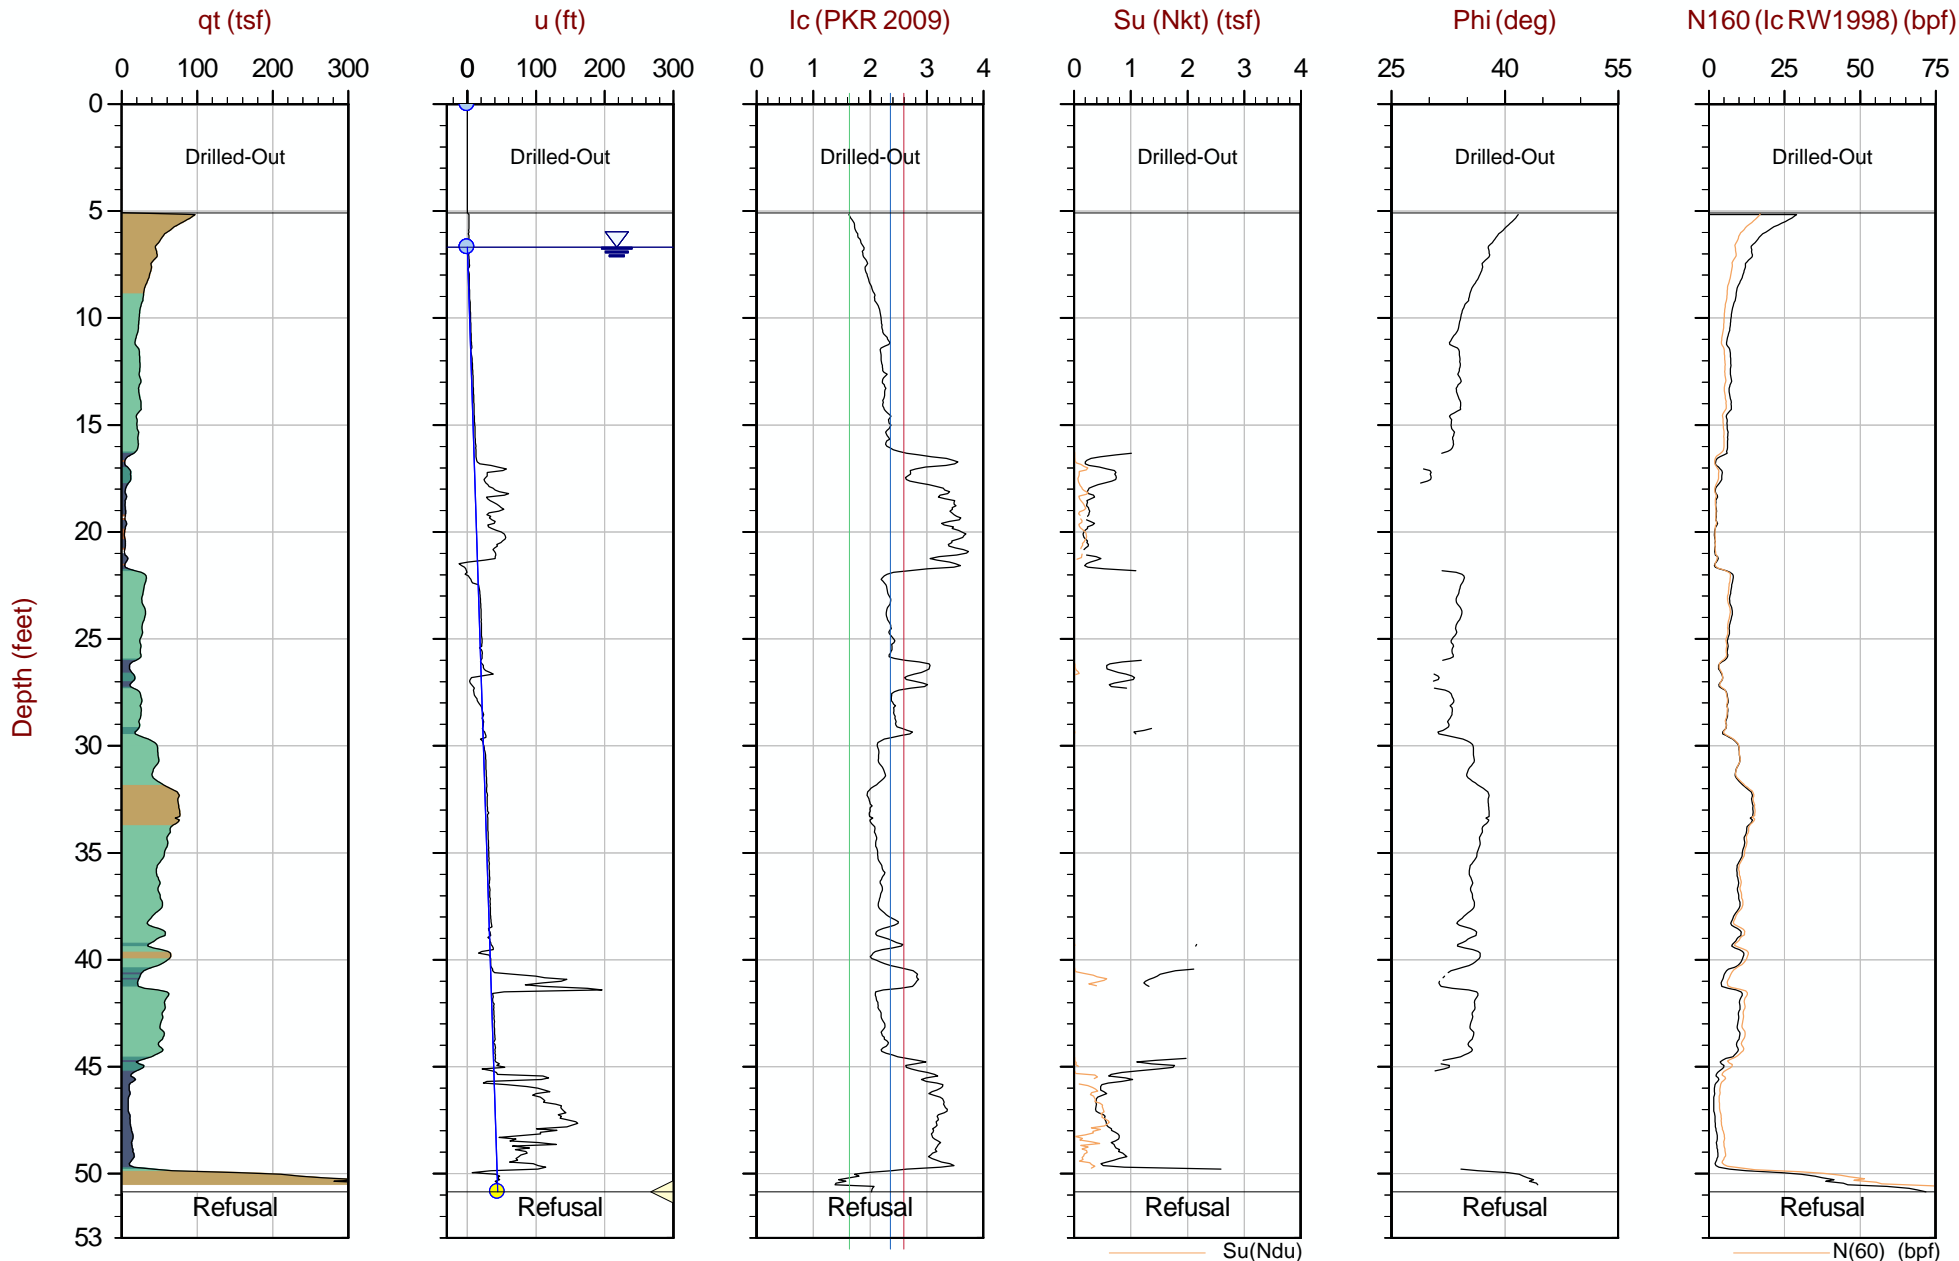 qt (tsf) u (ft) Ic (PKR 2009) Su (Nkt) (tsf) Phi (deg) N160 (Ic RW1998) (bpf)
0 100 200 300 0 100 200 300 0 1 2 3 4 0 1 2 3 4 25 40 55 0 25 50 75
0
Drilled-Out Drilled-Out Drilled-Out Drilled-Out Drilled-Out Drilled-Out
5
10
15
20
25
30
35
40
45
50
Refusal Refusal Refusal Refusal Refusal Refusal
53
Depth (feet)
Su(Ndu) N(60) (bpf)